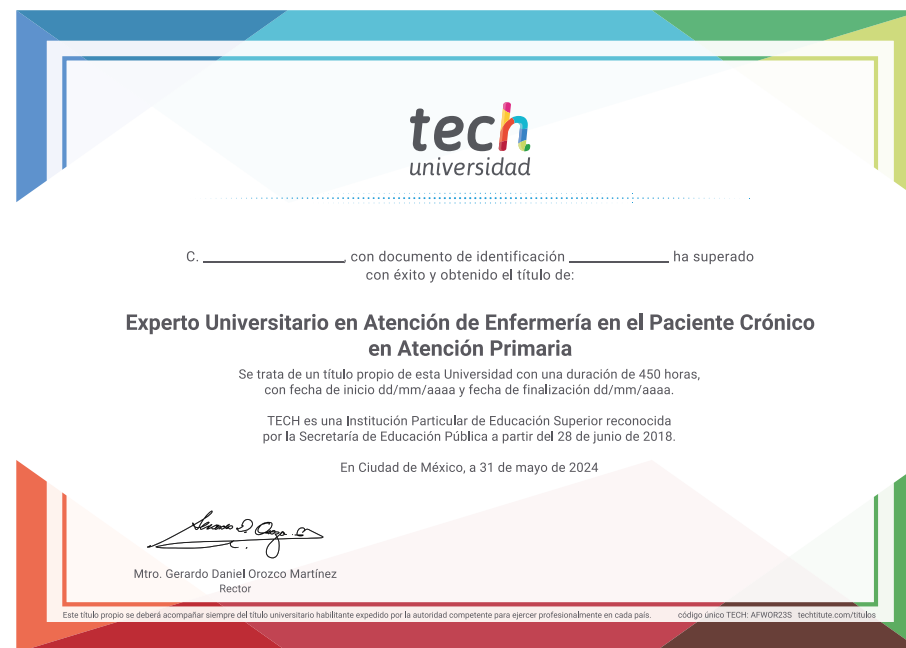 tech
universidad
C. ____________, con documento de identificación ____________ ha superado
con éxito y obtenido el título de:
Experto Universitario en Atención de Enfermería en el Paciente Crónico
en Atención Primaria
Se trata de un título propio de esta Universidad con una duración de 450 horas,
con fecha de inicio dd/mm/aaaa y fecha de finalización dd/mm/aaaa.
TECH es una Institución Particular de Educación Superior reconocida
por la Secretaría de Educación Pública a partir del 28 de junio de 2018.
En Ciudad de México, a 31 de mayo de 2024
Mtro. Gerardo Daniel Orozco Martínez
Rector
Este título propio se deberá acompañar siempre del título universitario habilitante expedido por la autoridad competente para ejercer profesionalmente en cada país. código único TECH: AFWOR23S techtitute.com/titulos